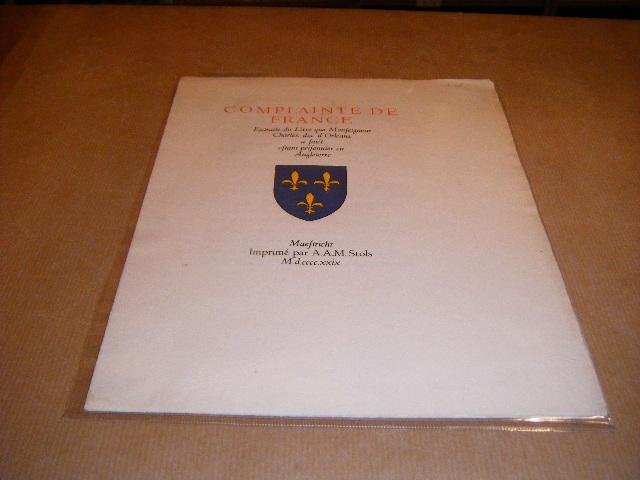 COMPLAINTE DE
FRANCE
Extraite du Livre que Monseigneur
Charles, duc d'Orleans,
a faict
estant prisonnier en
Angleterre
Maestricht
Imprimé par A.A.M. Stols
M d.cccc.xxix